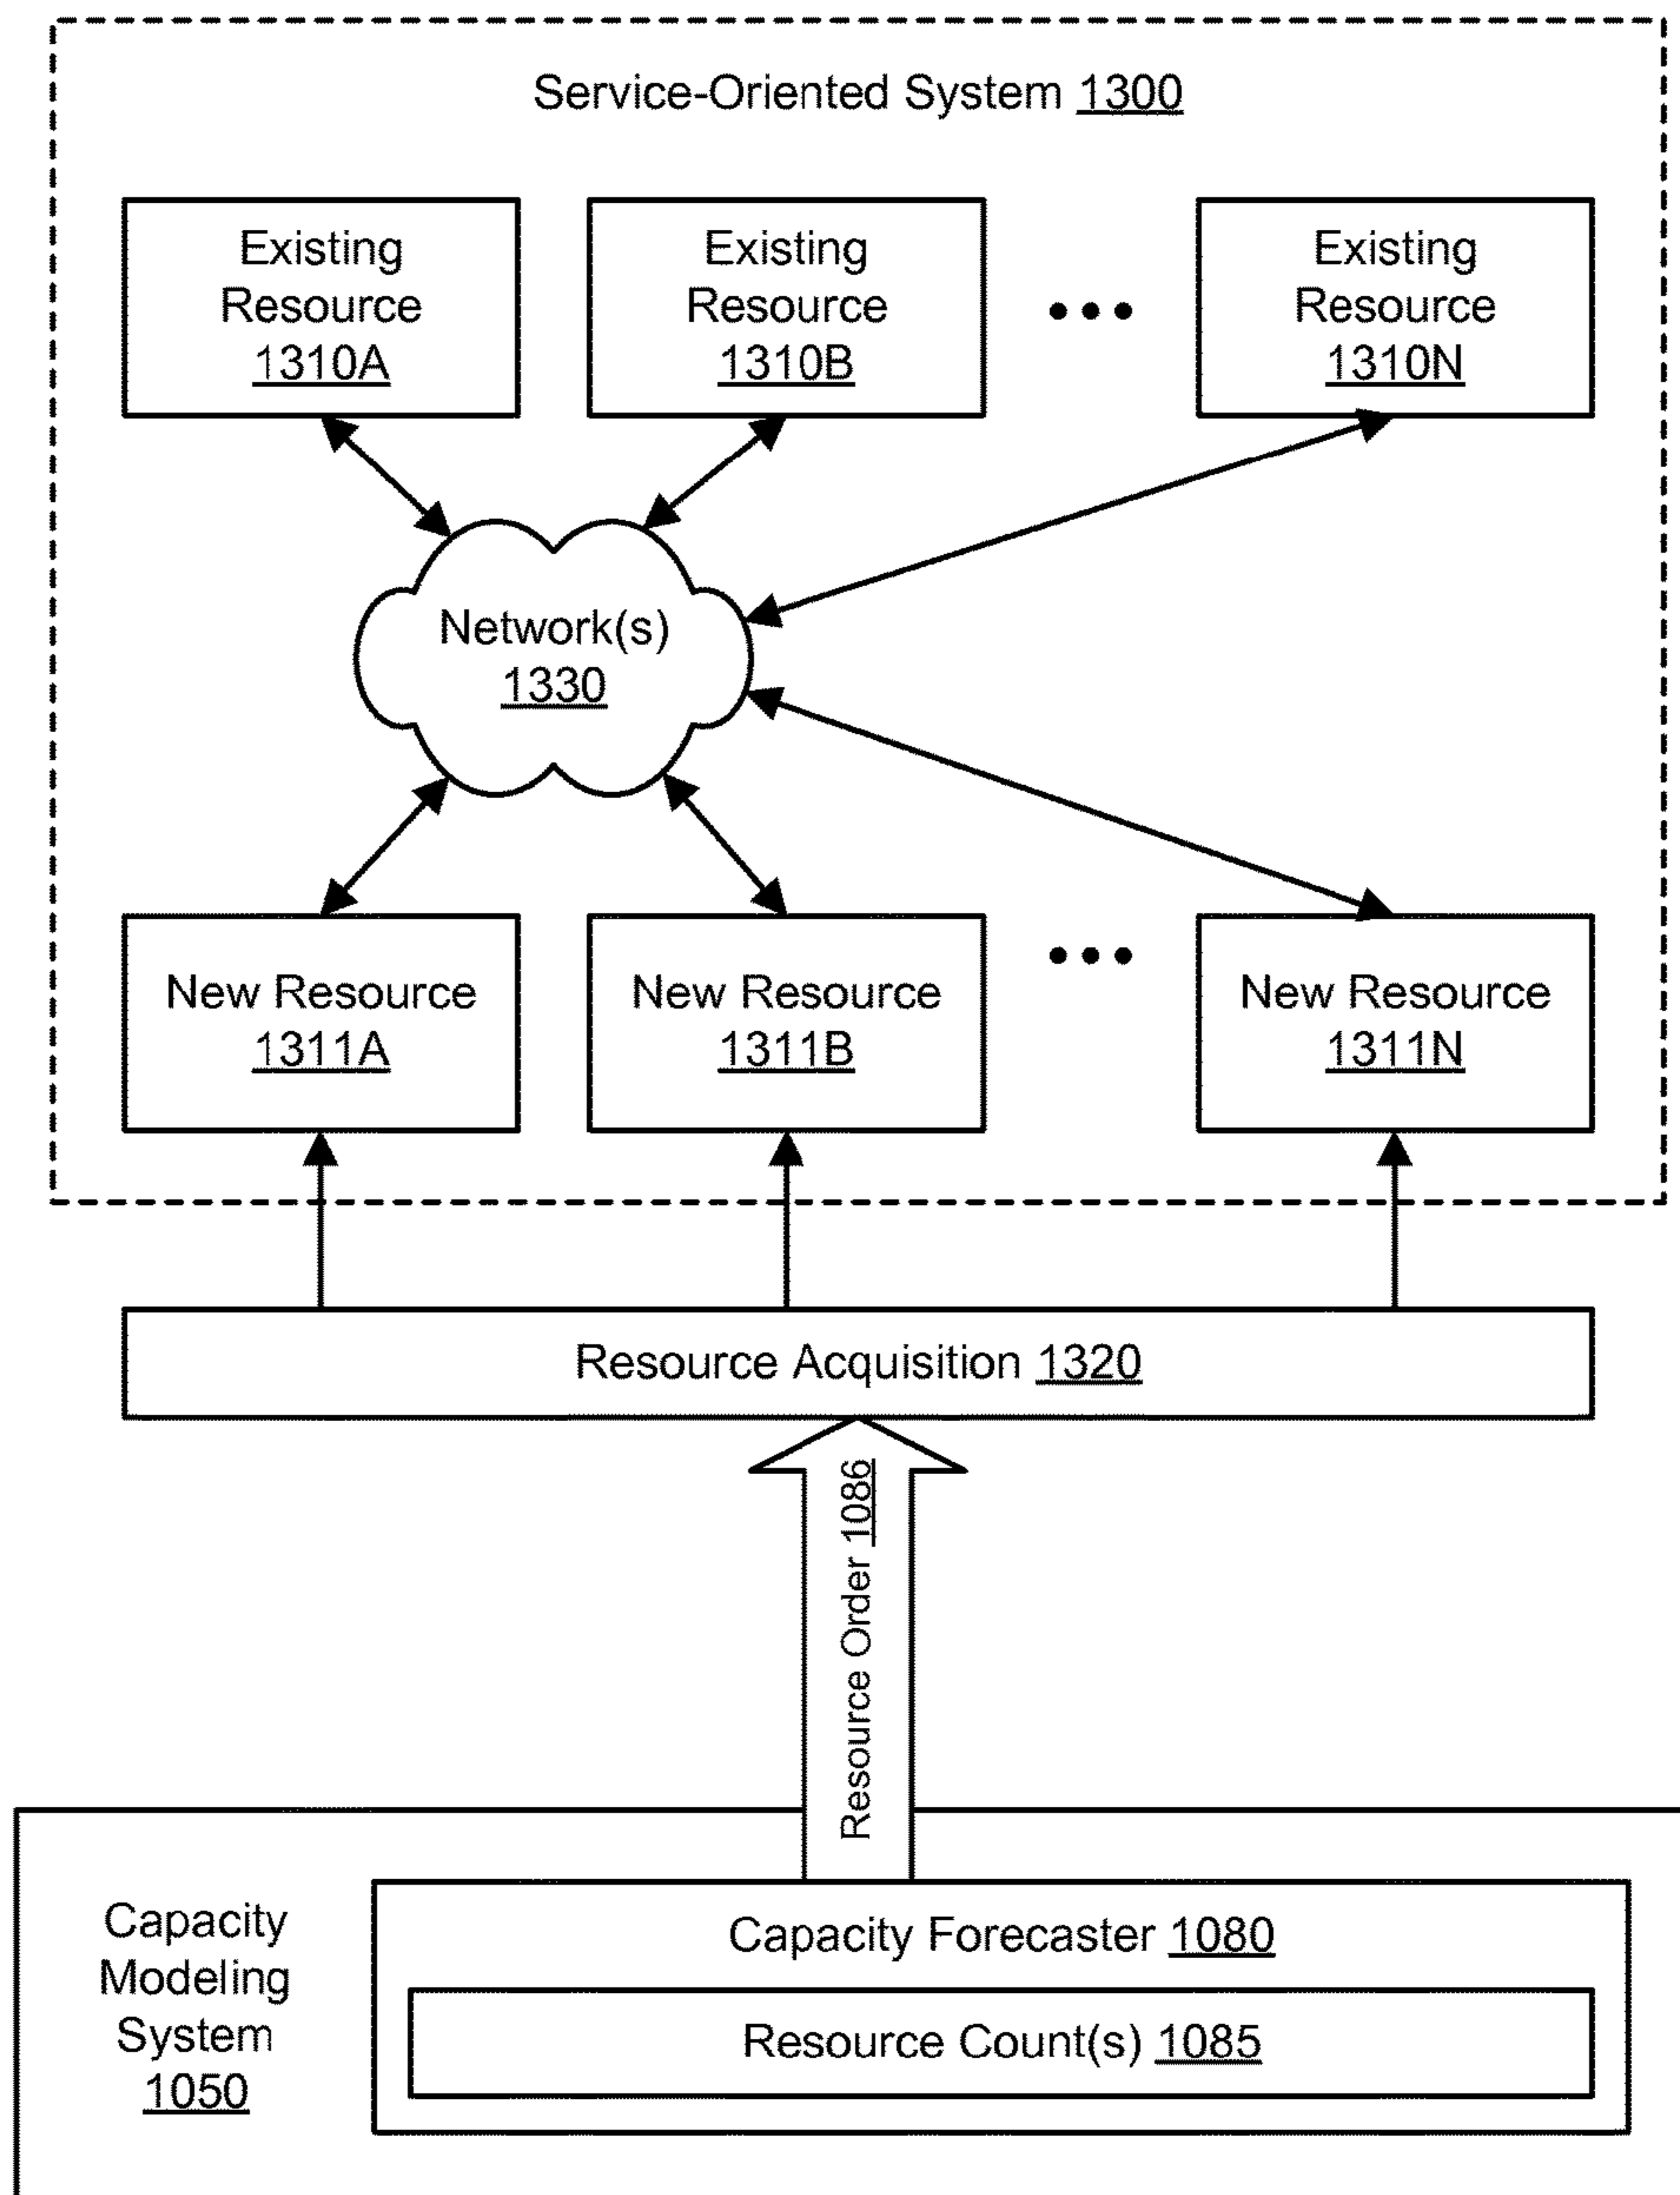 Service-Oriented System 1300
Existing
Resource
1310A
Existing
Resource
1310B
Existing
Resource
1310N
Network(s)
1330
New Resource
1311A
New Resource
1311B
New Resource
1311N
Resource Acquisition 1320
Resource Order 1086
Capacity
Modeling
System
1050
Capacity Forecaster 1080
Resource Count(s) 1085